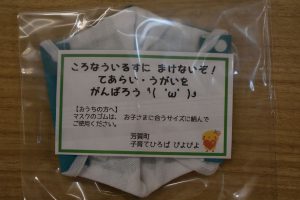 ころなういるすに まけないぞ！
てあらい・うがいを
がんばろう ٩( 'ω' )و
【おうちの方へ】
マスクのゴムは、お子さまに合うサイズに結んで
ご使用ください。
芳賀町
子育てひろば ぴよぴよ